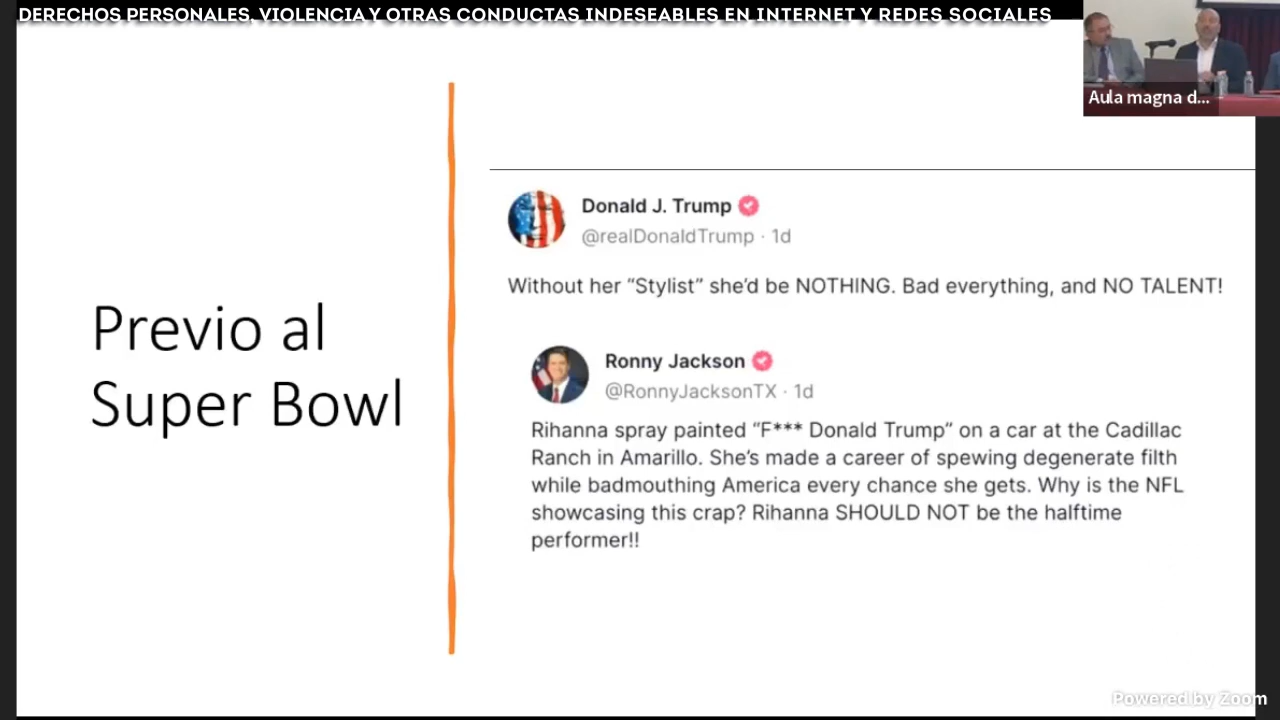 DERECHOS PERSONALES, VIOLENCIA Y OTRAS CONDUCTAS INDESEABLES EN INTERNET Y REDES SOCIALES
Aula magna d...
Previo al
Super Bowl
Donald J. Trump
@realDonaldTrump · 1d
Without her “Stylist” she’d be NOTHING. Bad everything, and NO TALENT!
Ronny Jackson
@RonnyJacksonTX · 1d
Rihanna spray painted “F*** Donald Trump” on a car at the Cadillac
Ranch in Amarillo. She’s made a career of spewing degenerate filth
while badmouthing America every chance she gets. Why is the NFL
showcasing this crap? Rihanna SHOULD NOT be the halftime
performer!!
Powered by Zoom